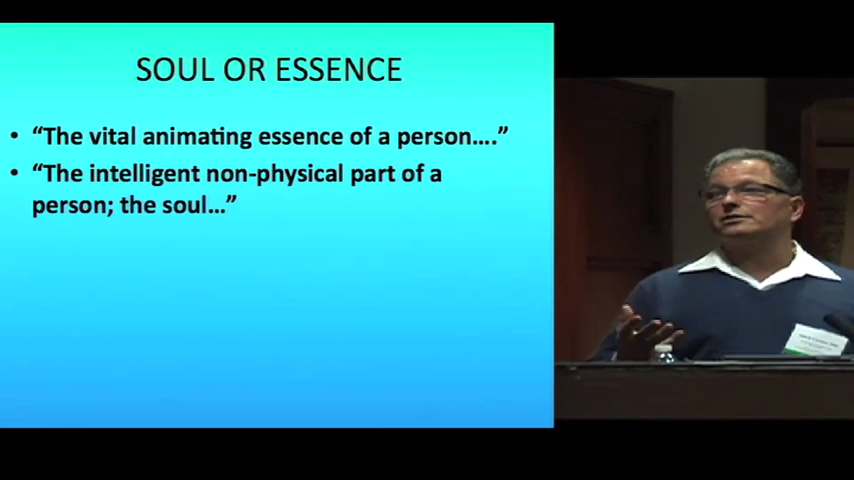 SOUL OR ESSENCE
• “The vital animating essence of a person….”
• “The intelligent non-physical part of a
person; the soul…”